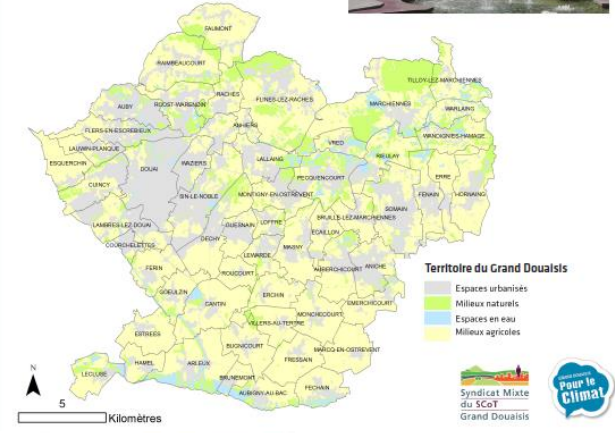 FAUMONT
RAIMBEAUCOURT
RACHES
TILLOY-LEZ-MARCHIENNES
AUBY
ROOST-WARENDIN
FLINES-LEZ-RACHES
MARCHIENNES
WARLAING
ANHIERS
FLERS-EN-ESCREBIEUX
WANDIGNIES-HAMAGE
LAUWIN-PLANQUE
VRED
ESQUERCHIN
DOUAI
WAZIERS
LALLAING
RIEULAY
PECQUENCOURT
ERRE
CUINCY
SIN-LE-NOBLE
MONTIGNY-EN-OSTREVENT
FENAIN
HORNAING
SOMAIN
LAMBRES-LEZ-DOUAI
GUESNAIN
LOFFRE
BRUILLE-LEZ-MARCHIENNES
ECAILLON
COURCHELETTES
DECHY
MASNY
LEWARDE
AUBERCHICOURT
ANICHE
FERIN
ROUCOURT
GOEULZIN
ERCHIN
EMERCHICOURT
CANTIN
MONCHECOURT
VILLERS-AU-TERTRE
ESTREES
BUGNICOURT
MARCQ-EN-OSTREVENT
FRESSAIN
HAMEL
ARLEUX
LECLUSE
BRUNEMONT
FECHAIN
AUBIGNY-AU-BAC
Territoire du Grand Douaisis
Espaces urbanisés
Milieux naturels
Espaces en eau
Milieux agricoles
N
5
Kilomètres
Syndicat Mixte
du SCoT
Grand Douaisis
Pour le
Climat